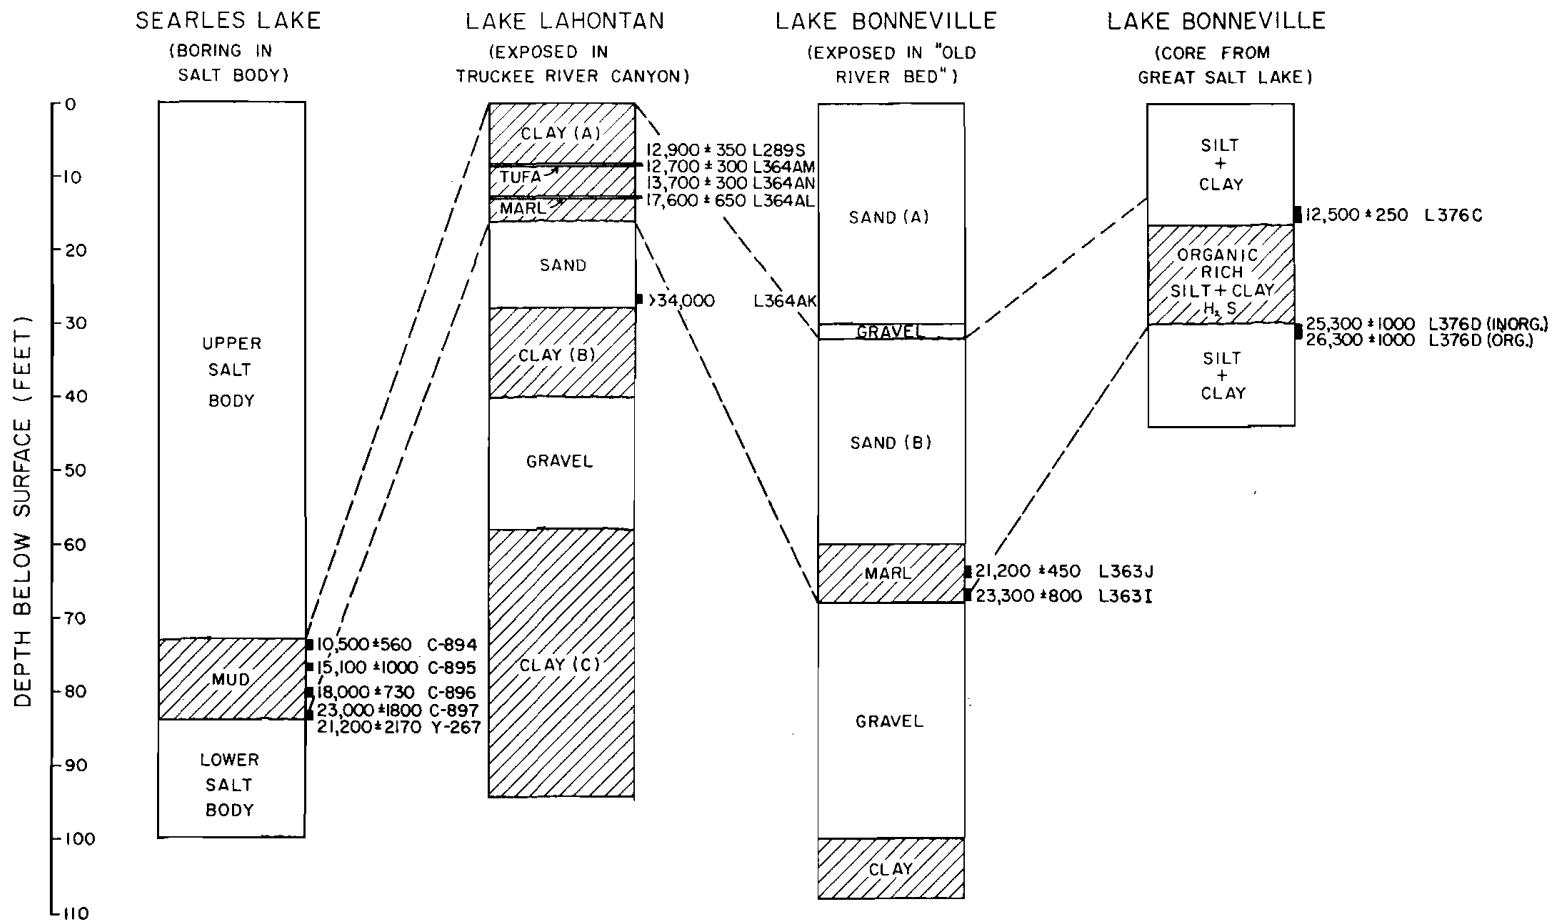 SEARLES LAKE
(BORING IN
SALT BODY)
LAKE LAHONTAN
(EXPOSED IN
TRUCKEE RIVER CANYON)
LAKE BONNEVILLE
(EXPOSED IN "OLD
RIVER BED")
LAKE BONNEVILLE
(CORE FROM
GREAT SALT LAKE)
DEPTH BELOW SURFACE (FEET)
0
10
20
30
40
50
60
70
80
90
100
110
UPPER
SALT
BODY
MUD
LOWER
SALT
BODY
10,500 ±560 C-894
15,100 ±1000 C-895
18,000 ±730 C-896
23,000 ±1800 C-897
21,200 ±2170 Y-267
CLAY (A)
TUFA
MARL
SAND
CLAY (B)
GRAVEL
CLAY (C)
12,900 ±350 L289S
12,700 ±300 L364AM
13,700 ±300 L364AN
17,600 ±650 L364AL
>34,000 L364AK
SAND (A)
GRAVEL
SAND (B)
MARL
GRAVEL
CLAY
21,200 ±450 L363J
23,300 ±800 L363I
SILT
+
CLAY
ORGANIC
RICH
SILT + CLAY
H₂ S
SILT
+
CLAY
12,500 ±250 L376C
25,300 ±1000 L376D (INORG.)
26,300 ±1000 L376D (ORG.)